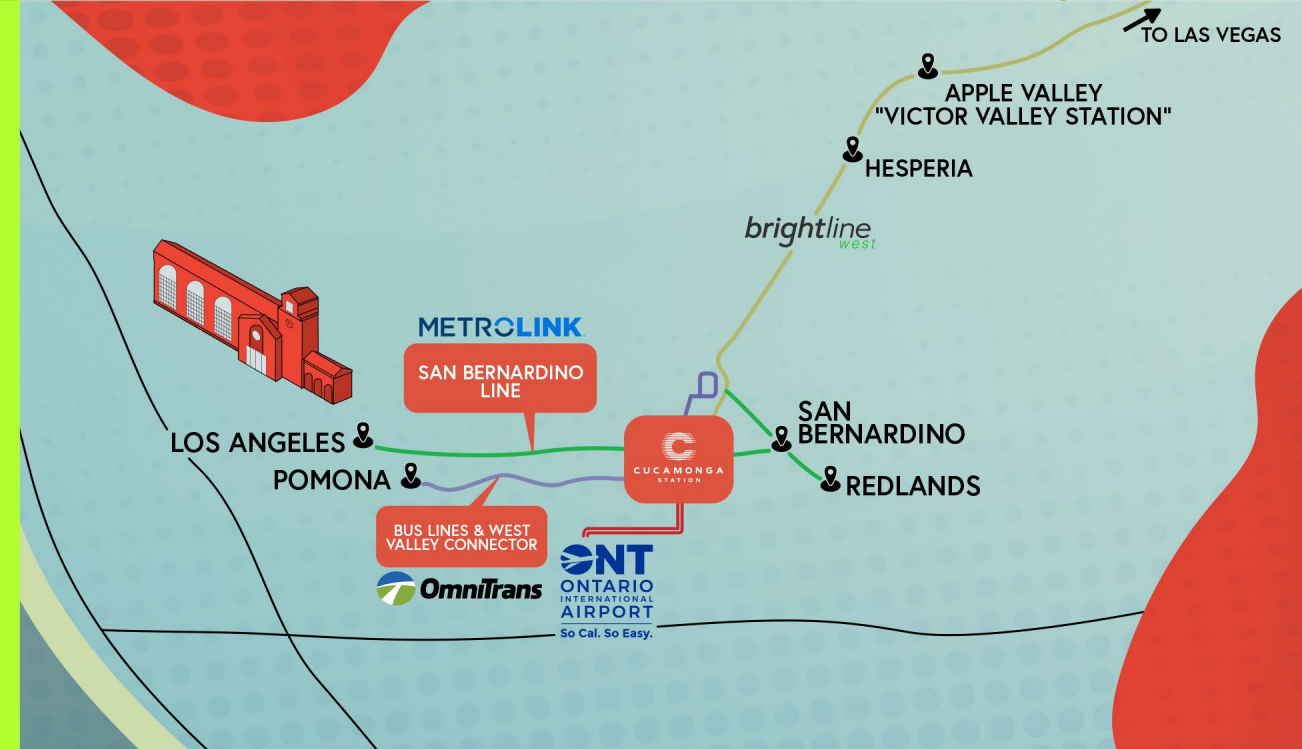 TO LAS VEGAS
APPLE VALLEY
"VICTOR VALLEY STATION"
HESPERIA
brightline
west
METROLINK
SAN BERNARDINO
LINE
SAN
BERNARDINO
LOS ANGELES
CUCAMONGA
STATION
POMONA
REDLANDS
BUS LINES & WEST
VALLEY CONNECTOR
OmniTrans
ONT
ONTARIO
INTERNATIONAL
AIRPORT
So Cal. So Easy.